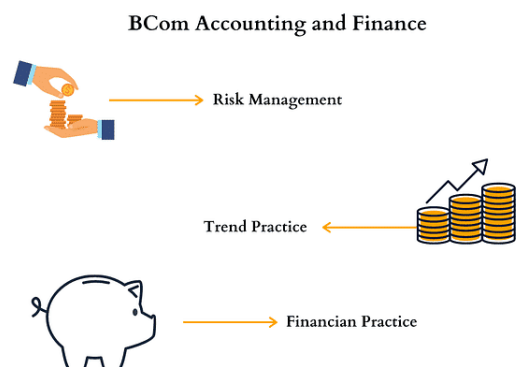 BCom Accounting and Finance
Risk Management
Trend Practice
Financian Practice